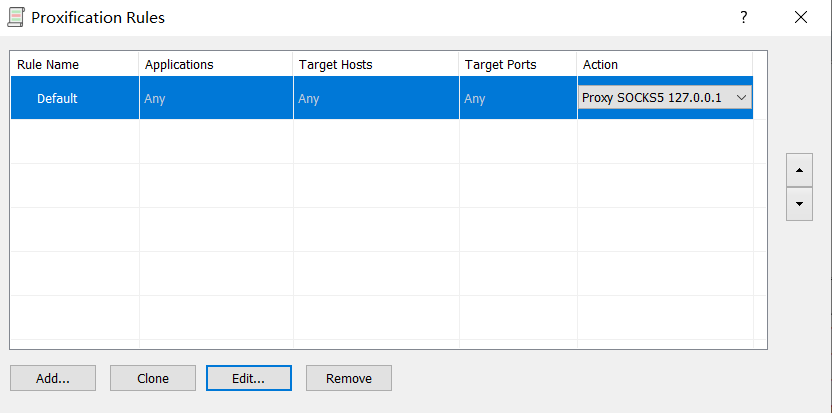 Proxification Rules ?
Rule Name Applications Target Hosts Target Ports Action
Default Any Any Any Proxy SOCKS5 127.0.0.1
Add... Clone Edit... Remove